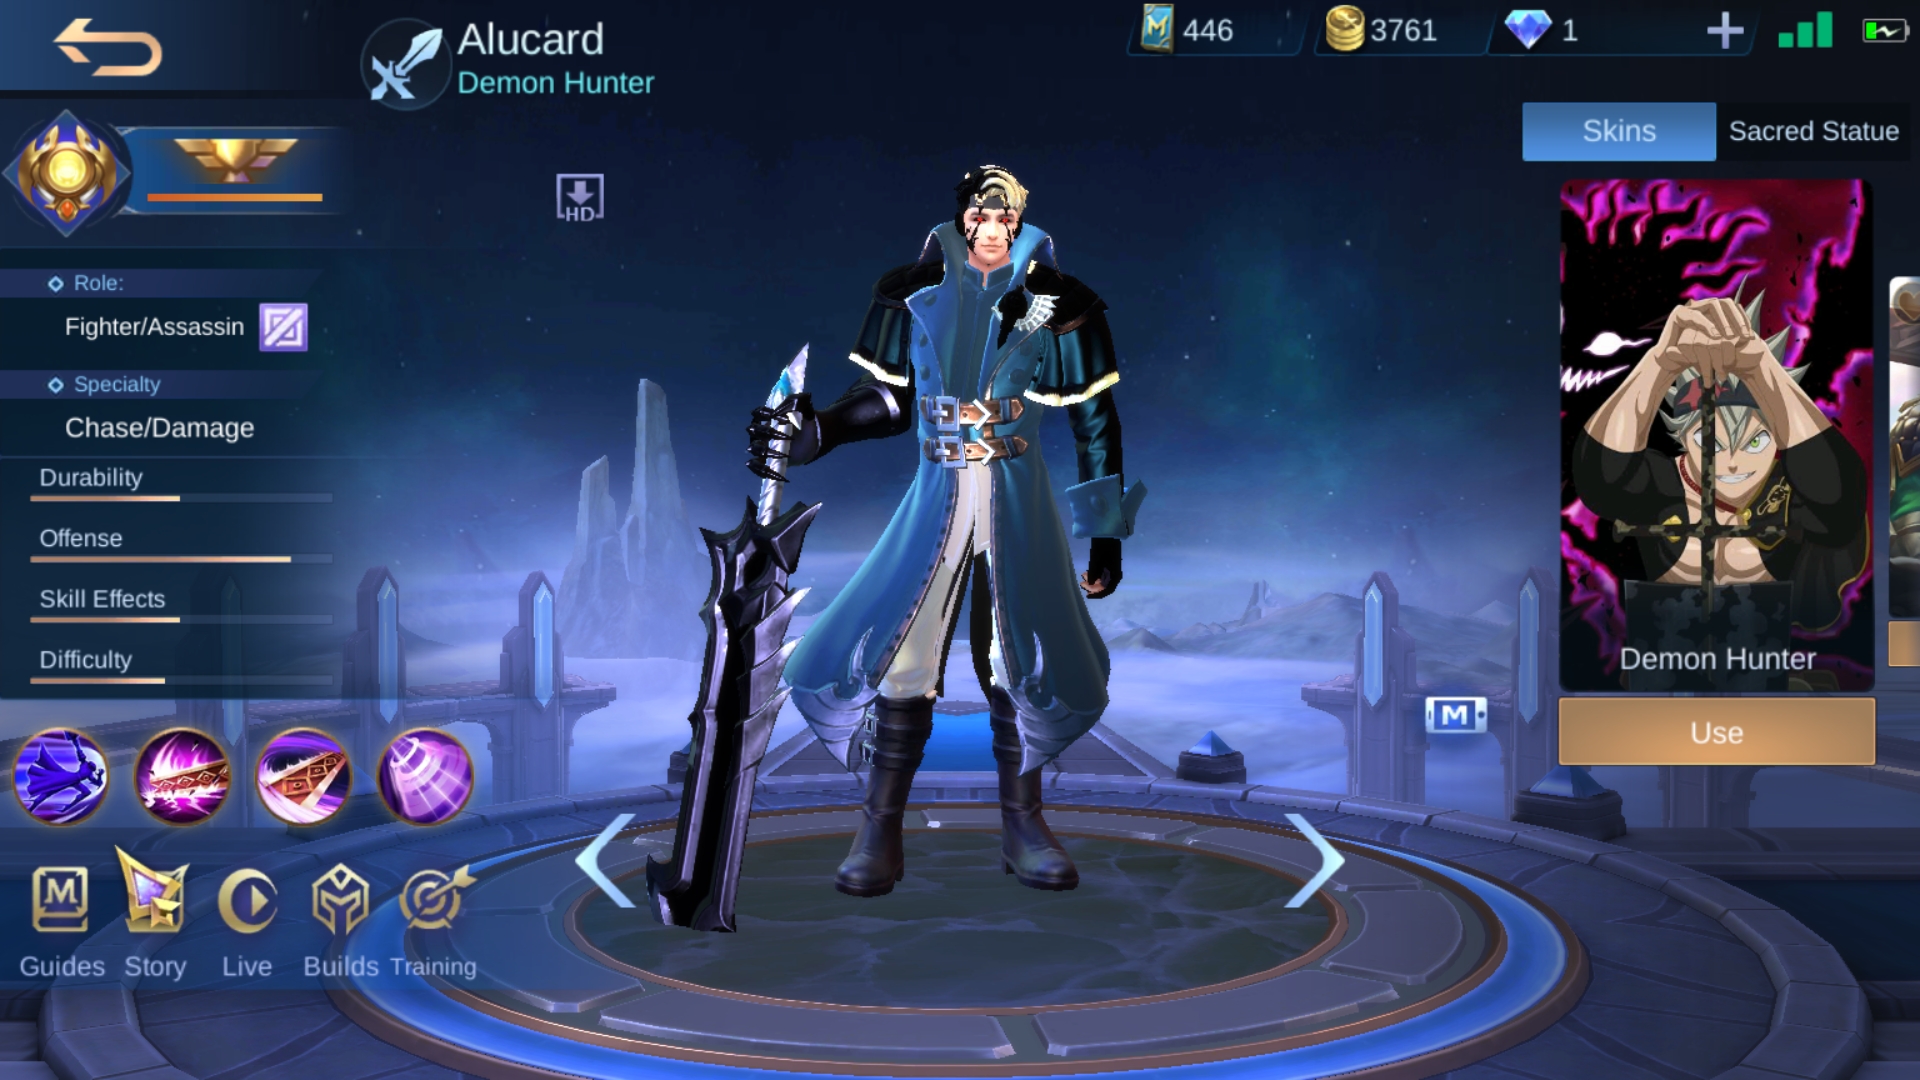 Alucard
Demon Hunter
446
3761
1
Skins
Sacred Statue
HD
Role:
Fighter/Assassin
Specialty
Chase/Damage
Durability
Offense
Skill Effects
Difficulty
Demon Hunter
M
Use
Guides
Story
Live
Builds
Training